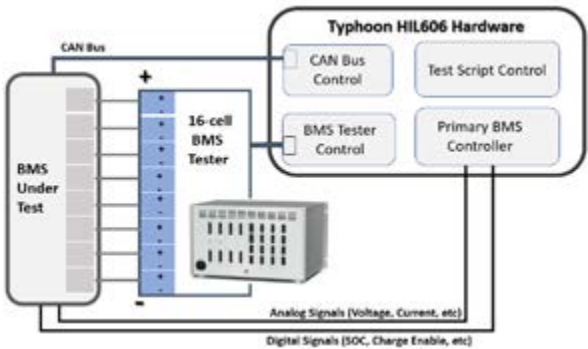 Typhoon HIL606 Hardware
CAN Bus
CAN Bus
Control
Test Script Control
+
16-cell
BMS
Tester
BMS Tester
Control
Primary BMS
Controller
BMS
Under
Test
-
Analog Signals (Voltage, Current, etc)
Digital Signals (SOC, Charge Enable, etc)